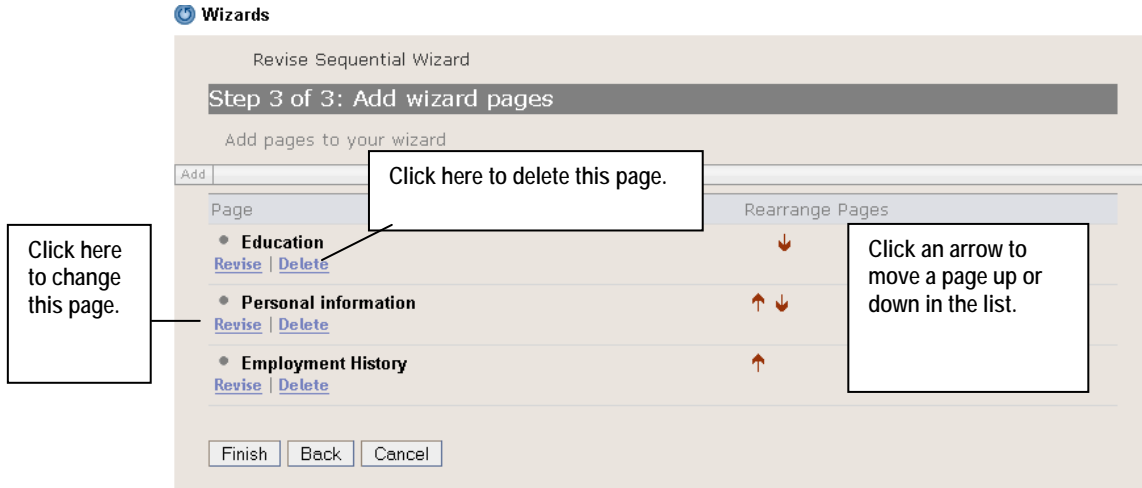 Wizards
Revise Sequential Wizard
Step 3 of 3: Add wizard pages
Add pages to your wizard
Add
Click here to delete this page.
Page Rearrange Pages
Education
Revise | Delete
Personal information
Revise | Delete
Employment History
Revise | Delete
Click here
to change
this page.
Click an arrow to
move a page up or
down in the list.
Finish Back Cancel